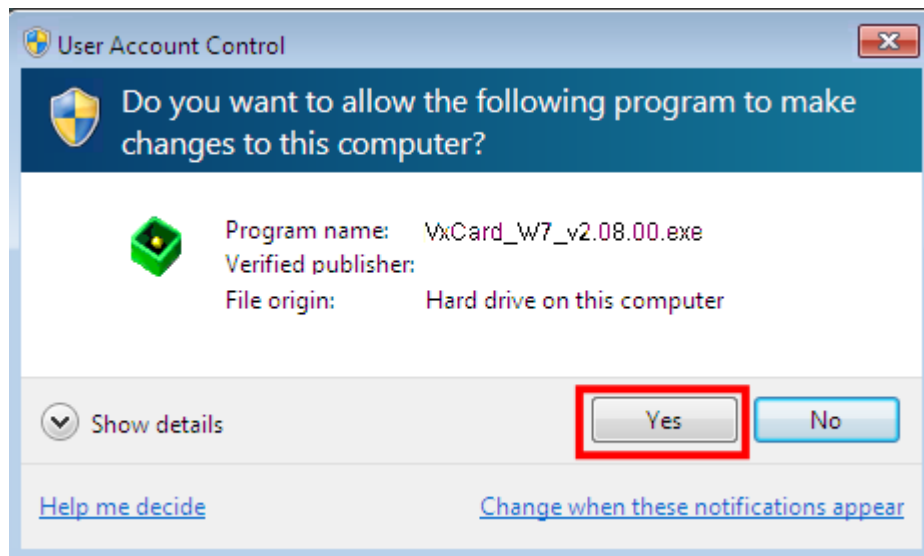 User Account Control
Do you want to allow the following program to make
changes to this computer?
Program name: VxCard_W7_v2.08.00.exe
Verified publisher:
File origin: Hard drive on this computer
Show details
Yes
No
Help me decide
Change when these notifications appear